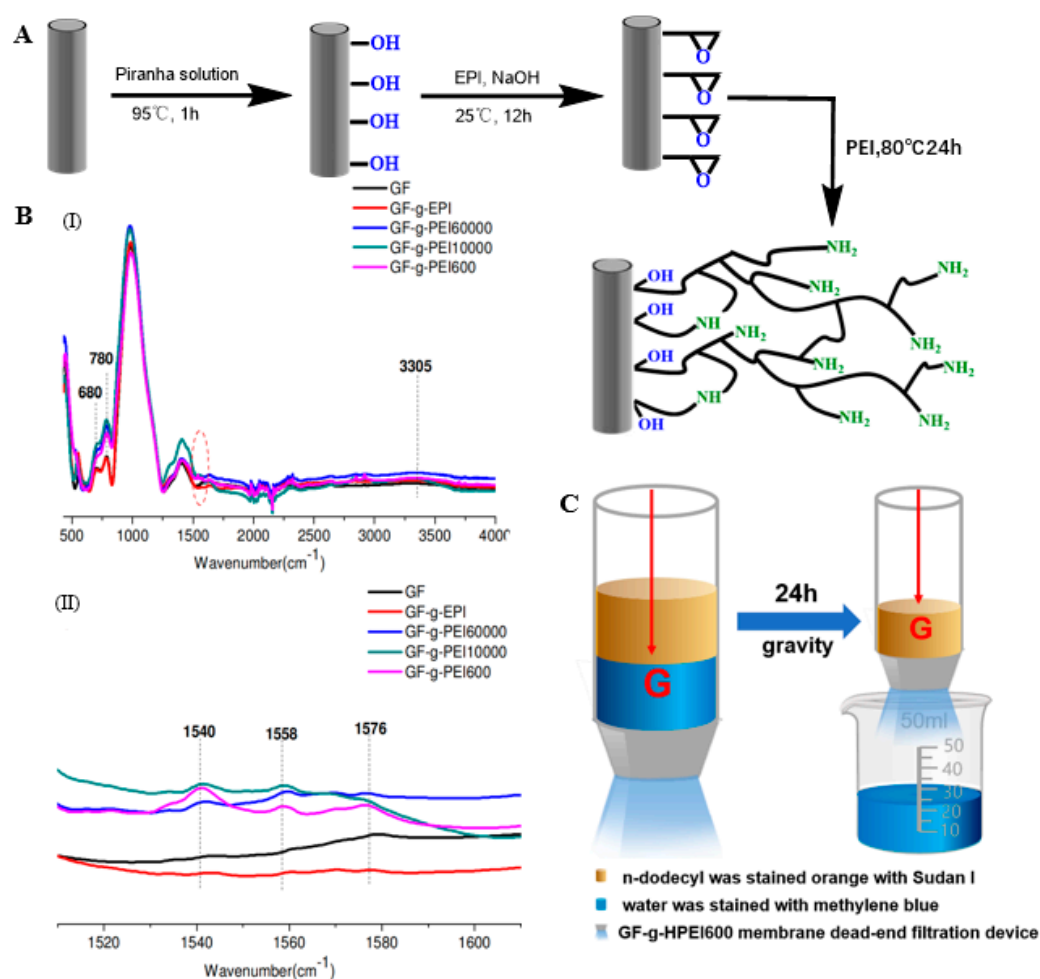 A
Piranha solution
95℃, 1h
OH
OH
OH
OH
EPI, NaOH
25℃, 12h
O
O
O
O
PEI,80°C24h
OH
OH
OH
OH
NH
NH
NH2
NH2
NH2
NH2
NH2
NH2
NH2
NH2
NH2
B
(I)
GF
GF-g-EPI
GF-g-PEI60000
GF-g-PEI10000
GF-g-PEI600
680
780
3305
500 1000 1500 2000 2500 3000 3500 4000
Wavenumber(cm-1)
(II)
GF
GF-g-EPI
GF-g-PEI60000
GF-g-PEI10000
GF-g-PEI600
1540
1558
1576
1520 1540 1560 1580 1600
Wavenumber(cm-1)
C
G
24h
gravity
G
50ml
50
40
30
20
10
n-dodecyl was stained orange with Sudan I
water was stained with methylene blue
GF-g-HPEI600 membrane dead-end filtration device